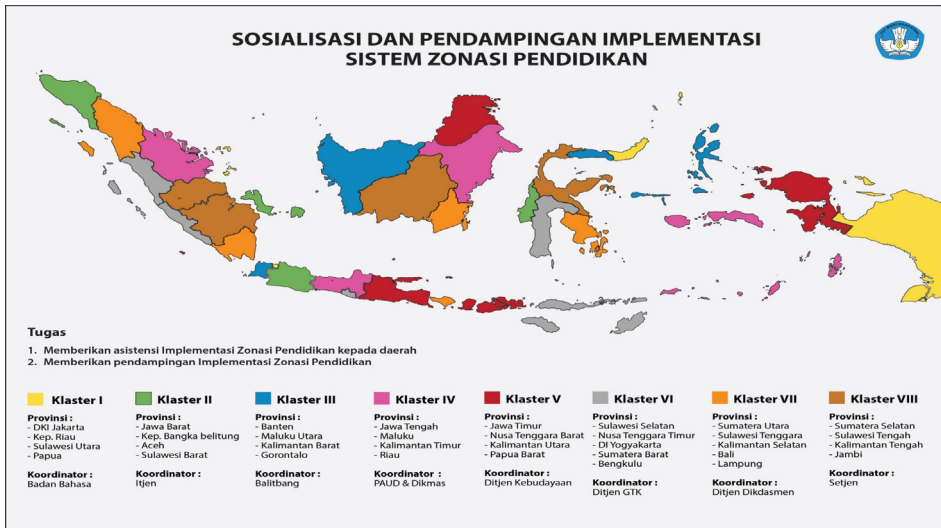 SOSIALISASI DAN PENDAMPINGAN IMPLEMENTASI
SISTEM ZONASI PENDIDIKAN
Tugas
1. Memberikan asistensi Implementasi Zonasi Pendidikan kepada daerah
2. Memberikan pendampingan Implementasi Zonasi Pendidikan
Klaster I
Provinsi :
- DKI Jakarta
- Kep. Riau
- Sulawesi Utara
- Papua
Koordinator :
Badan Bahasa
Klaster II
Provinsi :
- Jawa Barat
- Kep. Bangka belitung
- Aceh
- Sulawesi Barat
Koordinator :
Itjen
Klaster III
Provinsi :
- Banten
- Maluku Utara
- Kalimantan Barat
- Gorontalo
Koordinator :
Balitbang
Klaster IV
Provinsi :
- Jawa Tengah
- Maluku
- Kalimantan Timur
- Riau
Koordinator :
PAUD & Dikmas
Klaster V
Provinsi :
- Jawa Timur
- Nusa Tenggara Barat
- Kalimantan Utara
- Papua Barat
Koordinator :
Ditjen Kebudayaan
Klaster VI
Provinsi :
- Sulawesi Selatan
- Nusa Tenggara Timur
- DI Yogyakarta
- Sumatera Barat
- Bengkulu
Koordinator :
Ditjen GTK
Klaster VII
Provinsi :
- Sumatera Utara
- Sulawesi Tenggara
- Kalimantan Selatan
- Bali
- Lampung
Koordinator :
Ditjen Dikdasmen
Klaster VIII
Provinsi :
- Sumatera Selatan
- Sulawesi Tengah
- Kalimantan Tengah
- Jambi
Koordinator :
Setjen